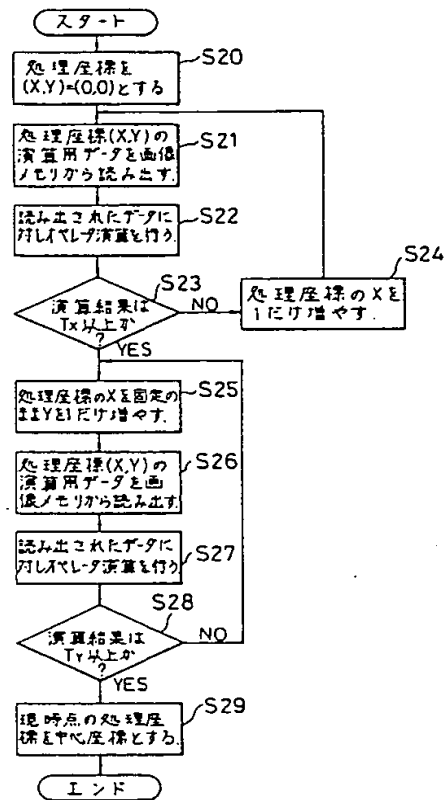 スタート
S20
処理座標を
(X,Y)=(0,0)とする
S21
処理座標(X,Y)の
演算用データを画像
メモリから読み出す.
S22
読み出されたデータに
対しオペレータ演算を行う
S23
演算結果は
Tx以上か
?
NO
YES
S24
処理座標のXを
1だけ増やす.
S25
処理座標のXを固定の
ままYを1だけ増やす.
S26
処理座標(X,Y)の
演算用データを画
像メモリから読み出す.
S27
読み出されたデータに
対しオペレータ演算を行う
S28
演算結果は
TY以上か
?
NO
YES
S29
現時点の処理座
標を中心座標とする.
エンド